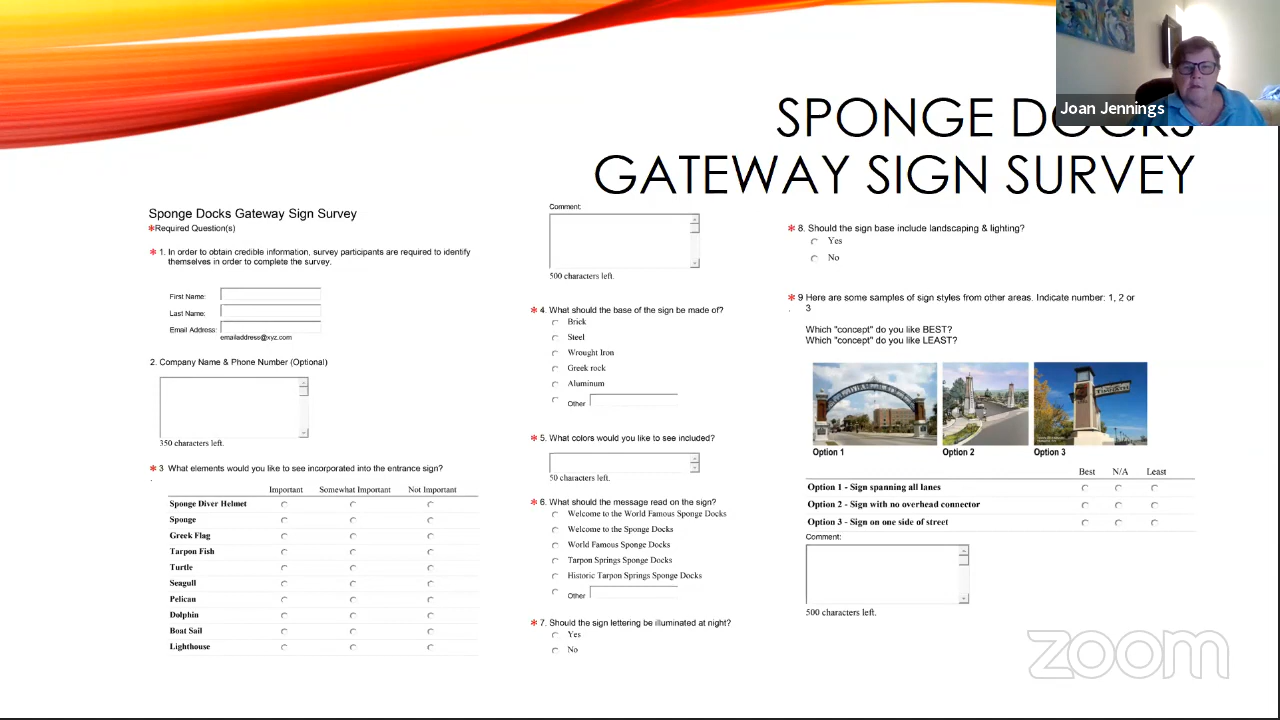 Joan Jennings
SPONGE DOCKS
GATEWAY SIGN SURVEY
Sponge Docks Gateway Sign Survey
*Required Question(s)
* 1. In order to obtain credible information, survey participants are required to identify
themselves in order to complete the survey.
First Name:
Last Name:
Email Address:
emailaddress@xyz.com
2. Company Name & Phone Number (Optional)
350 characters left.
* 3 What elements would you like to see incorporated into the entrance sign?
.
Important Somewhat Important Not Important
Sponge Diver Helmet
Sponge
Greek Flag
Tarpon Fish
Turtle
Seagull
Pelican
Dolphin
Boat Sail
Lighthouse
Comment:
500 characters left.
* 4. What should the base of the sign be made of?
Brick
Steel
Wrought Iron
Greek rock
Aluminum
Other
* 5. What colors would you like to see included?
50 characters left.
* 6. What should the message read on the sign?
Welcome to the World Famous Sponge Docks
Welcome to the Sponge Docks
World Famous Sponge Docks
Tarpon Springs Sponge Docks
Historic Tarpon Springs Sponge Docks
Other
* 7. Should the sign lettering be illuminated at night?
Yes
No
* 8. Should the sign base include landscaping & lighting?
Yes
No
* 9 Here are some samples of sign styles from other areas. Indicate number: 1, 2 or
. 3
Which "concept" do you like BEST?
Which "concept" do you like LEAST?
Option 1 Option 2 Option 3
Best N/A Least
Option 1 - Sign spanning all lanes
Option 2 - Sign with no overhead connector
Option 3 - Sign on one side of street
Comment:
500 characters left.
zoom